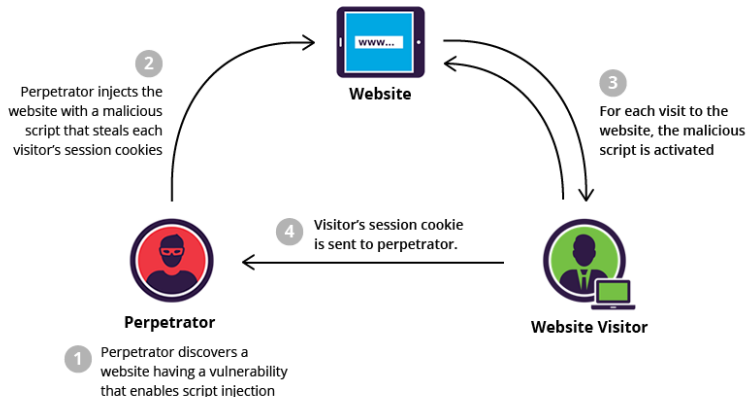 www...
Website
2
Perpetrator injects the
website with a malicious
script that steals each
visitor's session cookies
3
For each visit to the
website, the malicious
script is activated
4
Visitor's session cookie
is sent to perpetrator.
Perpetrator
Website Visitor
1
Perpetrator discovers a
website having a vulnerability
that enables script injection